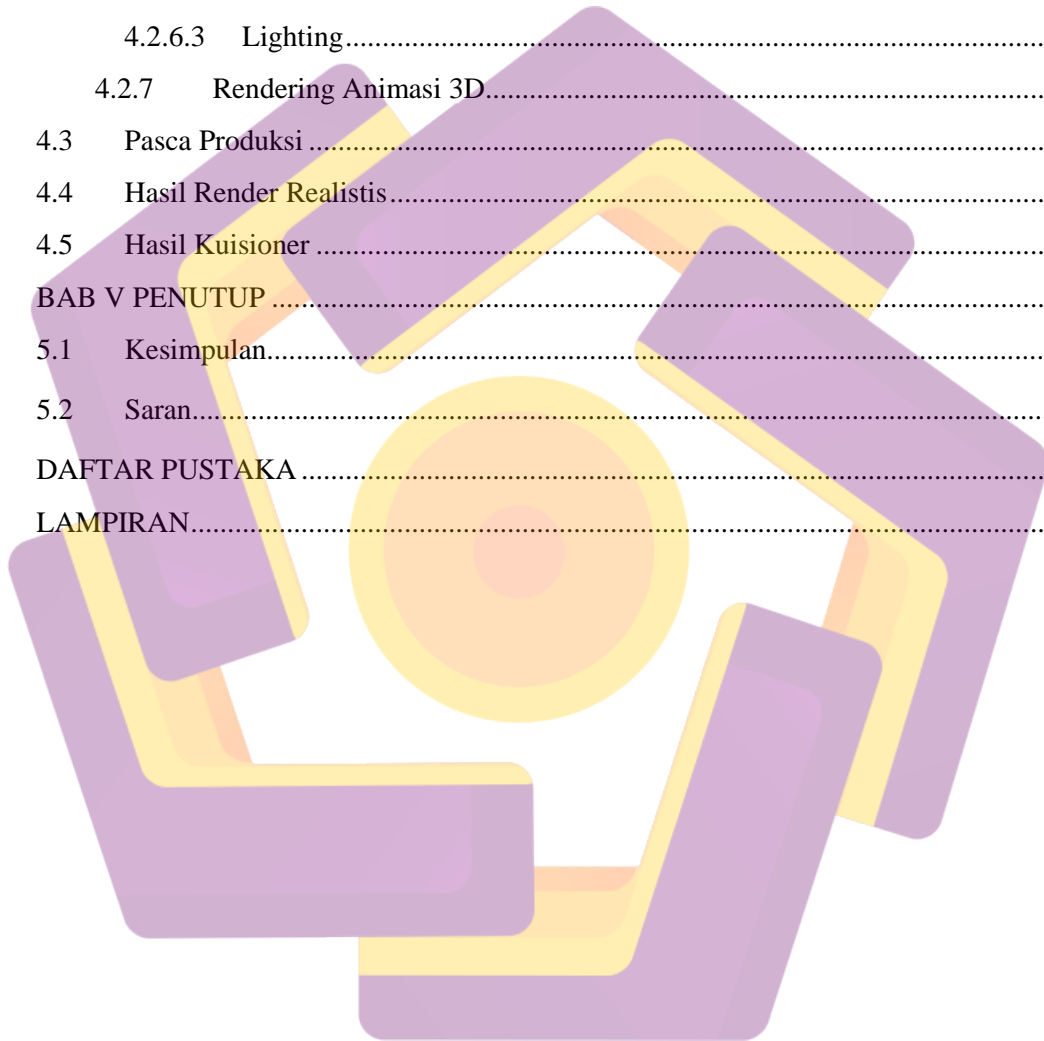 4.2.6.3 Lighting
4.2.7 Rendering Animasi 3D
4.3 Pasca Produksi
4.4 Hasil Render Realistis
4.5 Hasil Kuisioner
BAB V PENUTUP
5.1 Kesimpulan
5.2 Saran
DAFTAR PUSTAKA
LAMPIRAN